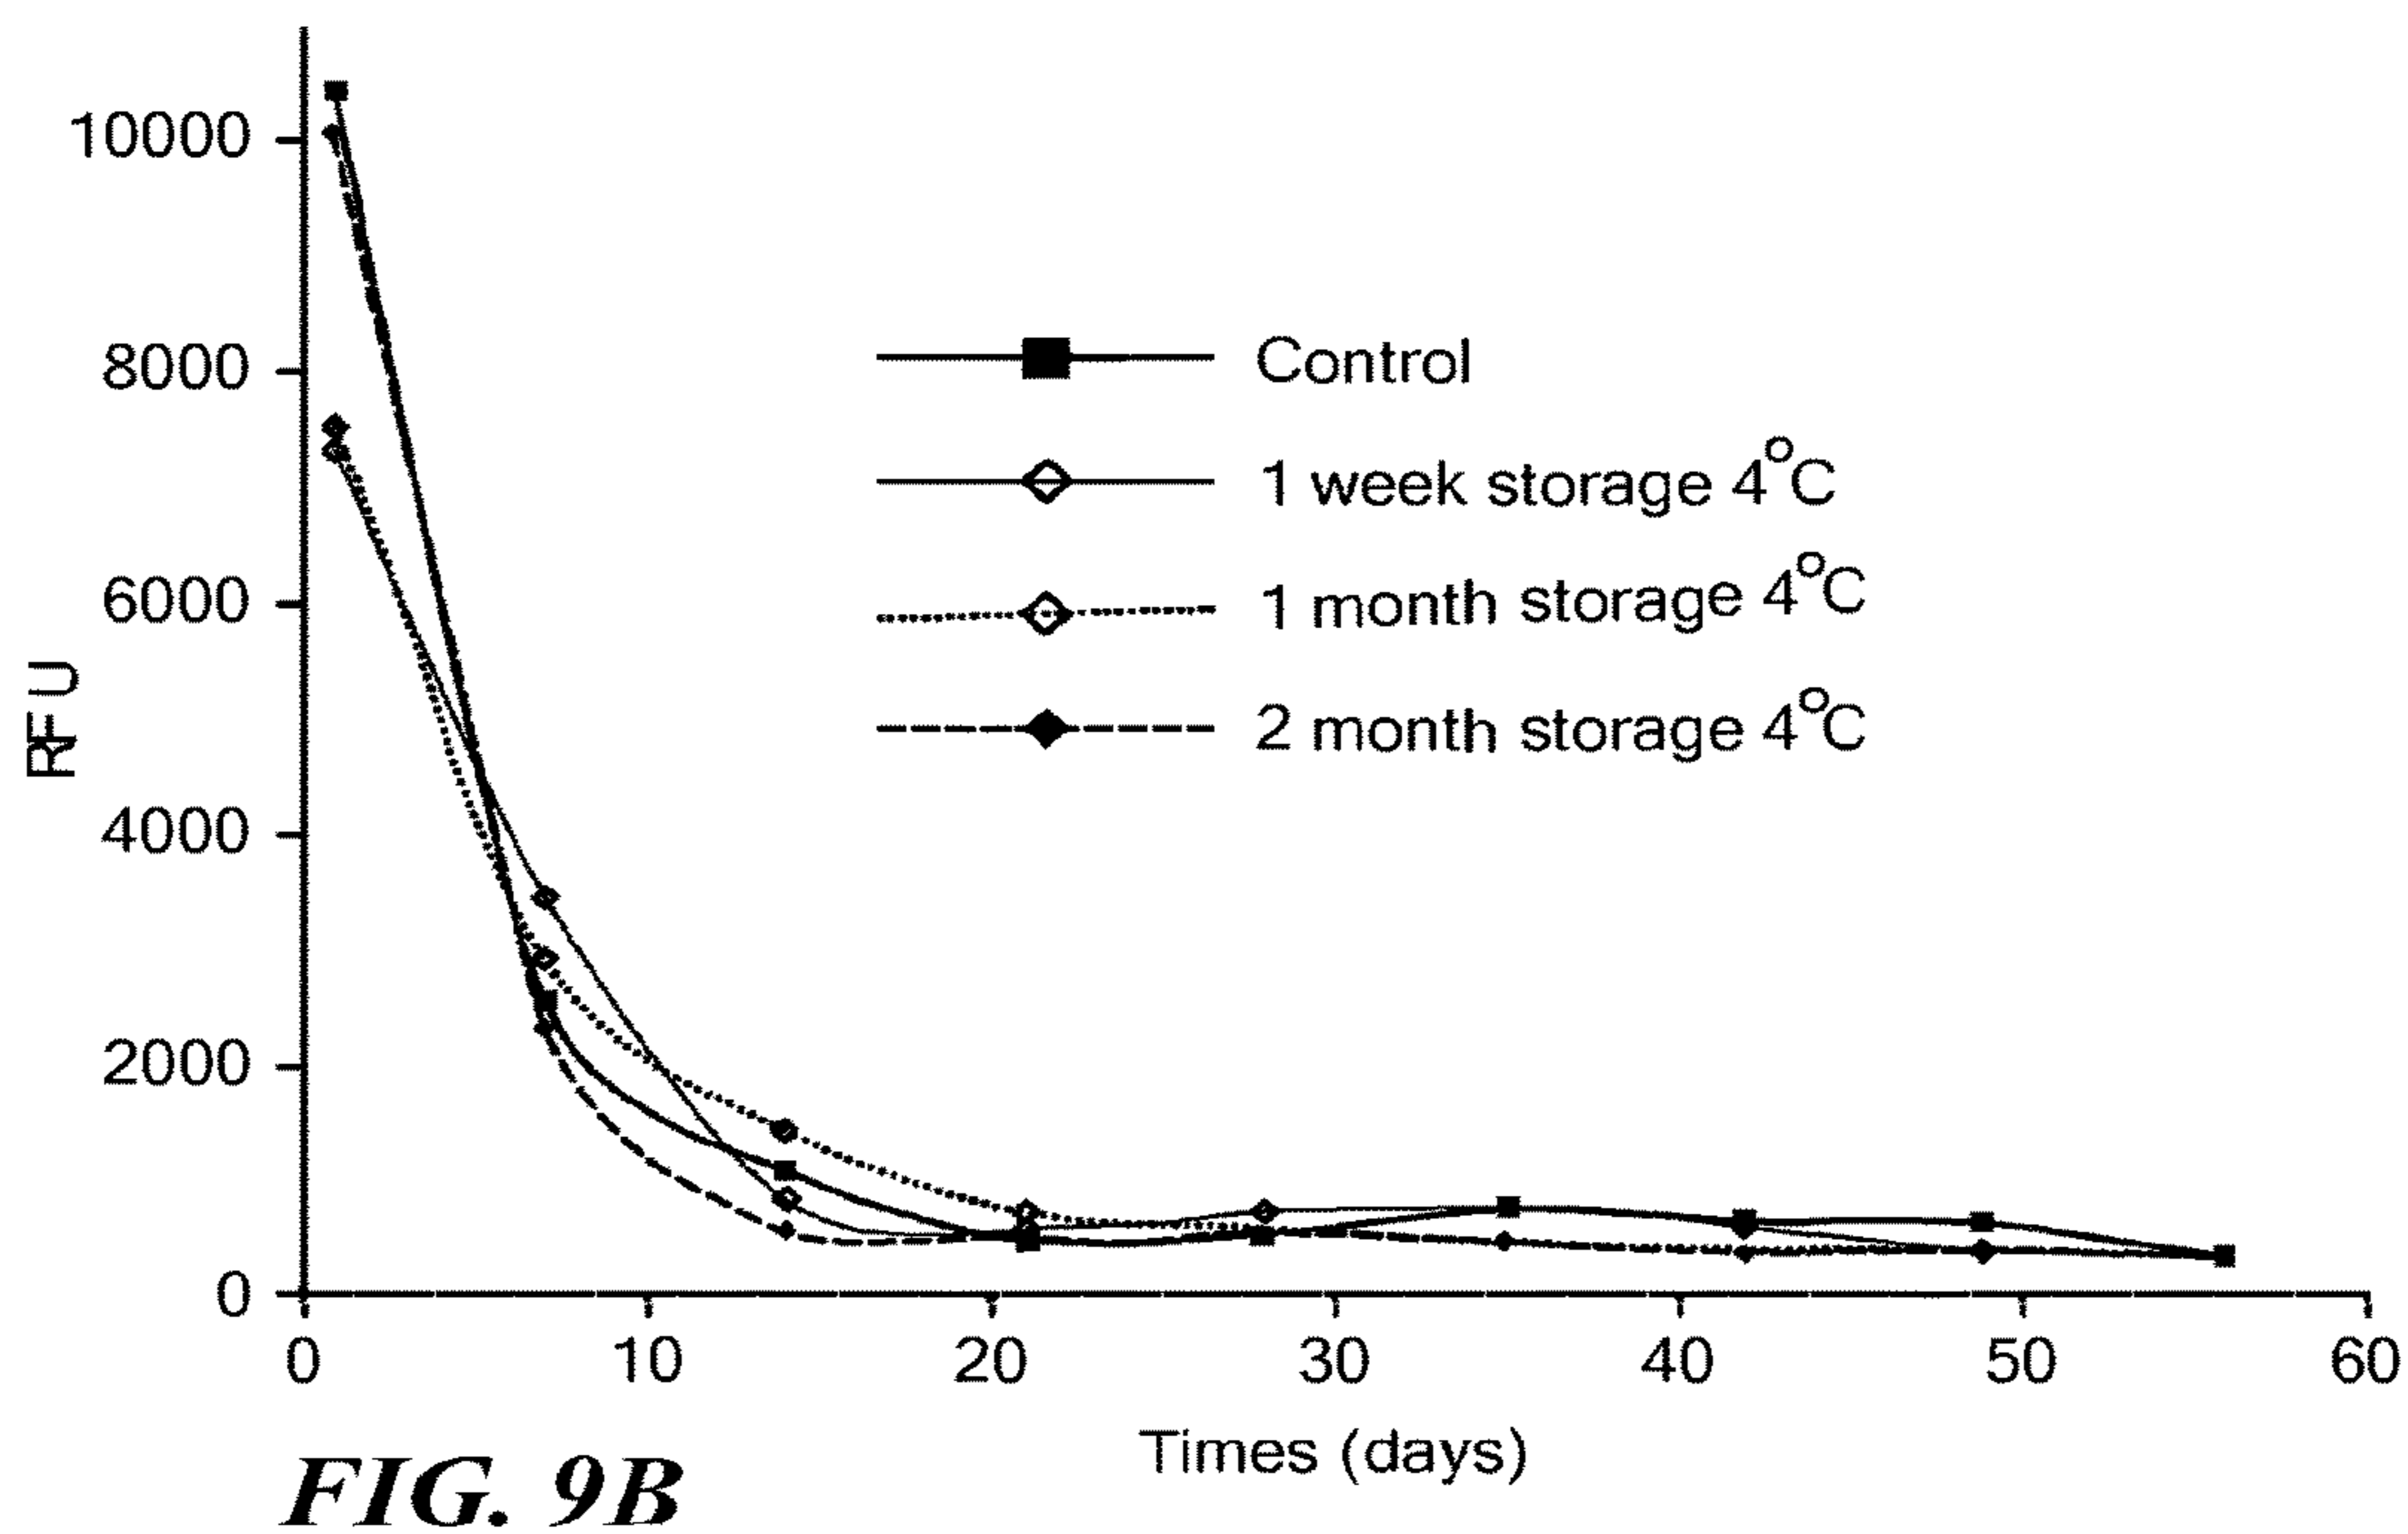 10000
8000
6000
4000
2000
0
RFU
Control
1 week storage 4°C
1 month storage 4°C
2 month storage 4°C
0 10 20 30 40 50 60
Times (days)
FIG. 9B